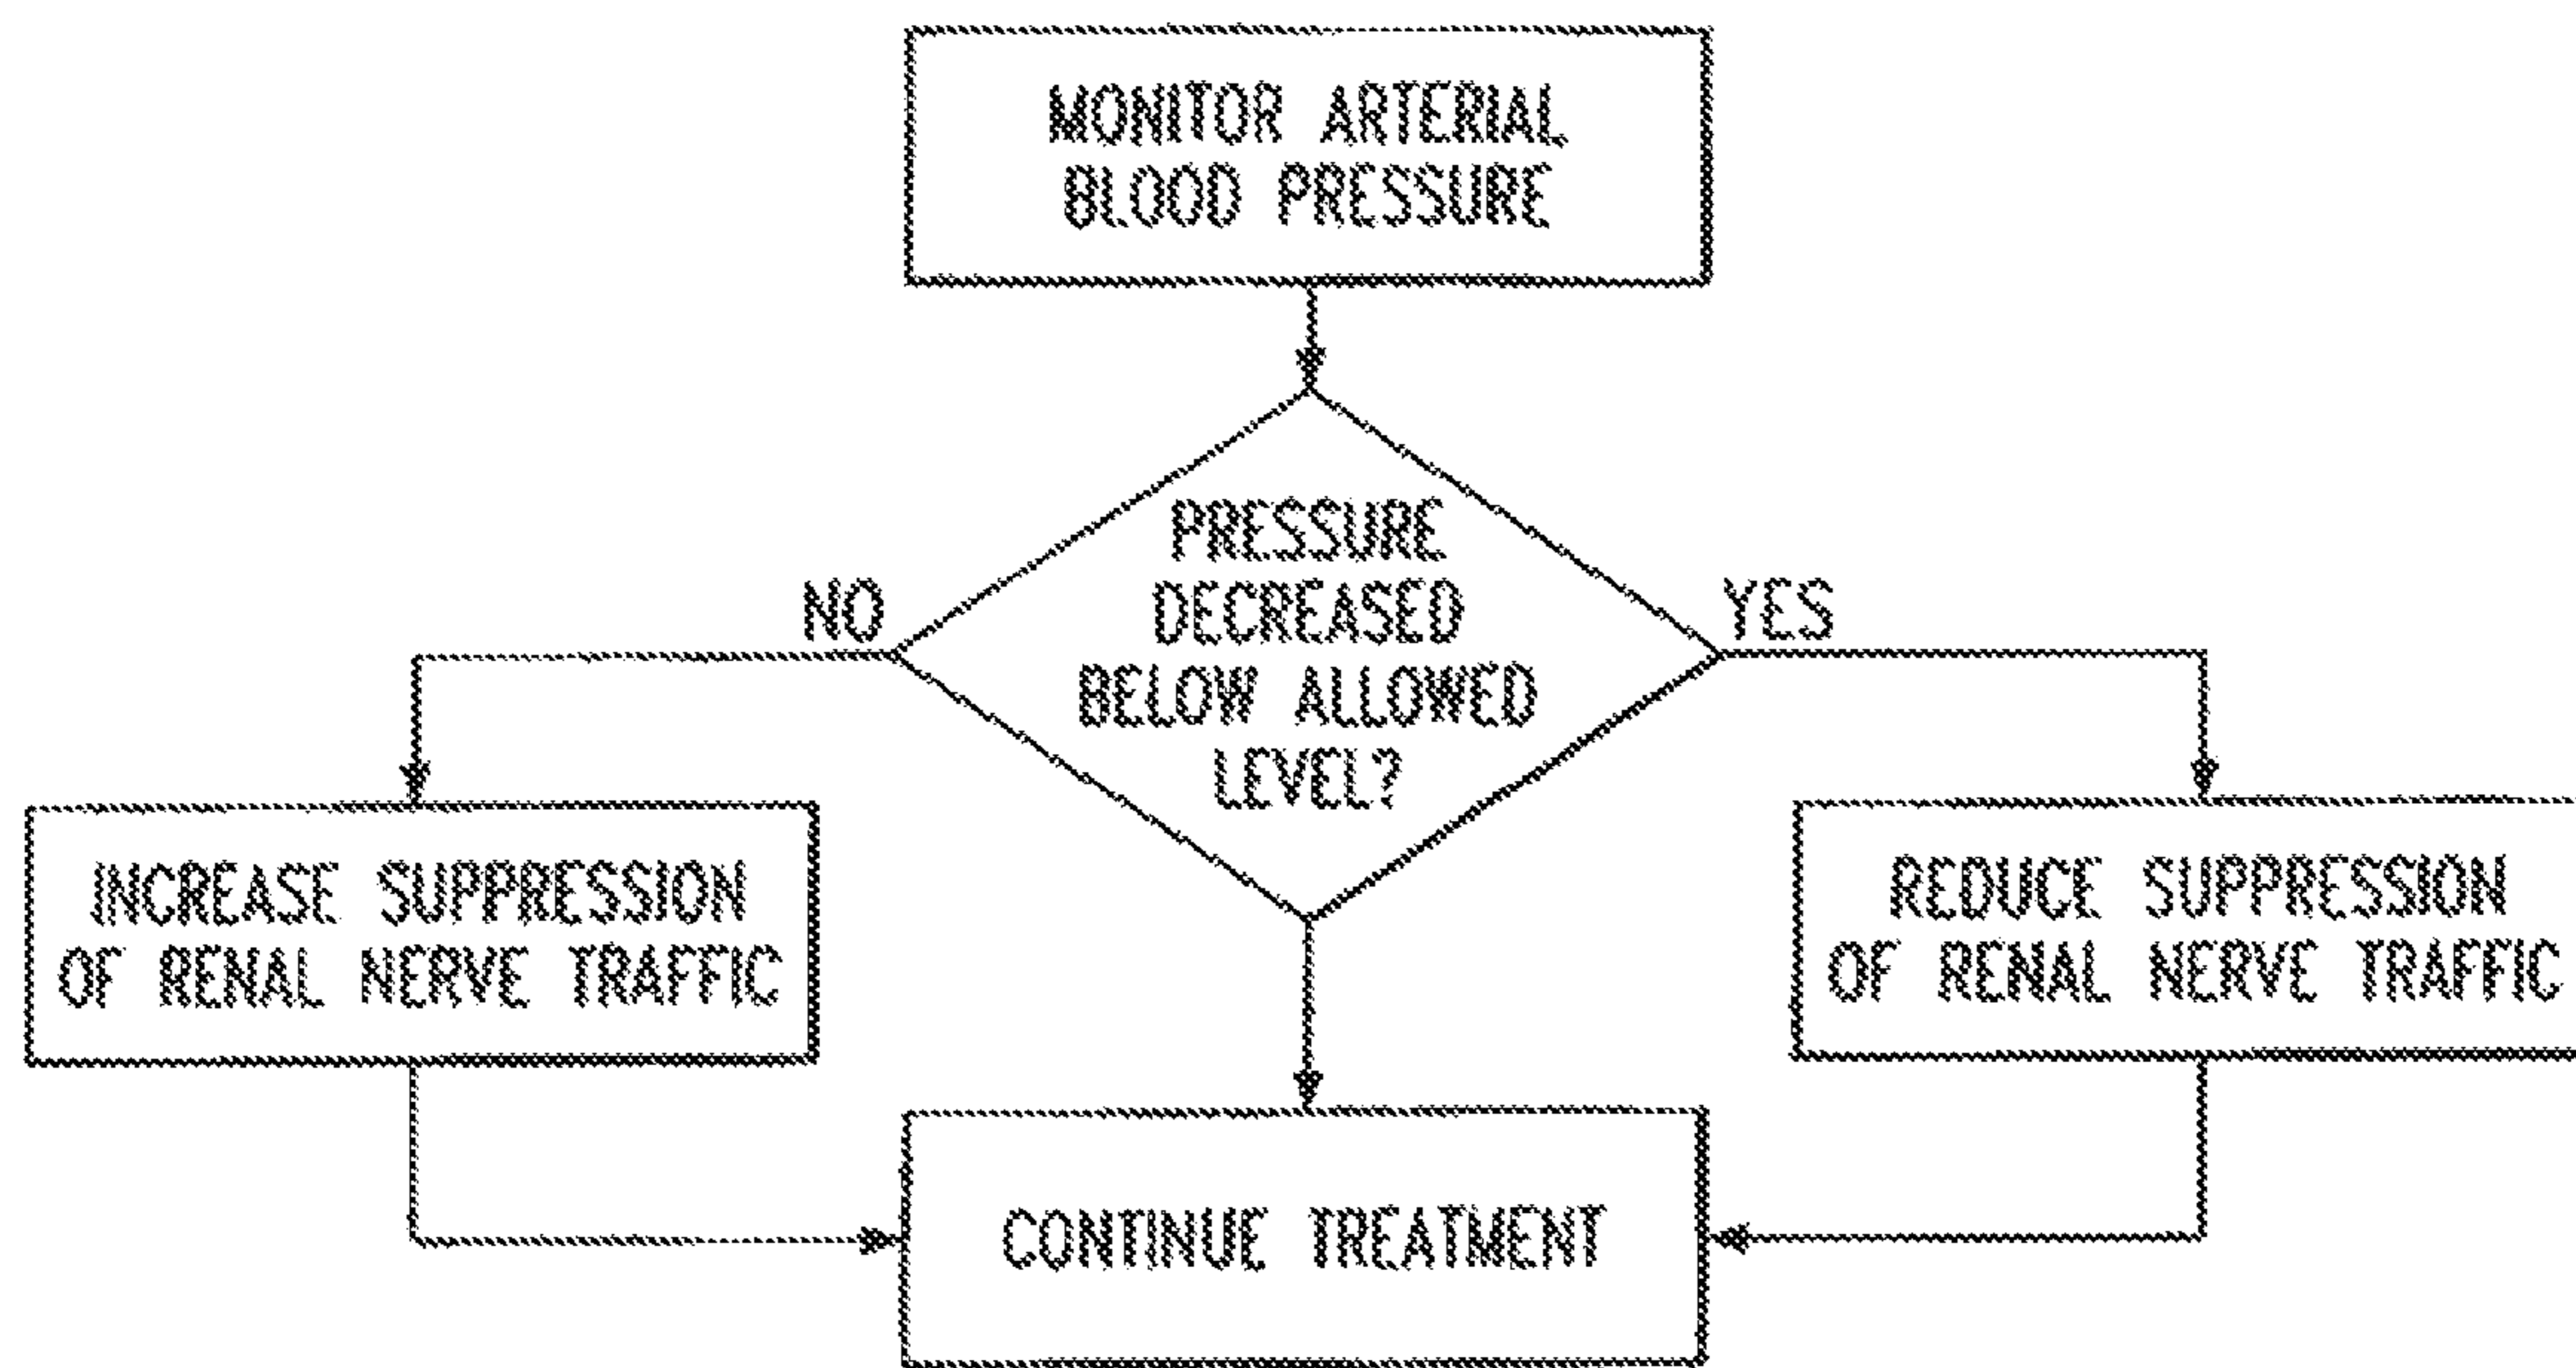 MONITOR ARTERIAL
BLOOD PRESSURE
PRESSURE
DECREASED
BELOW ALLOWED
LEVEL?
NO
YES
INCREASE SUPPRESSION
OF RENAL NERVE TRAFFIC
REDUCE SUPPRESSION
OF RENAL NERVE TRAFFIC
CONTINUE TREATMENT